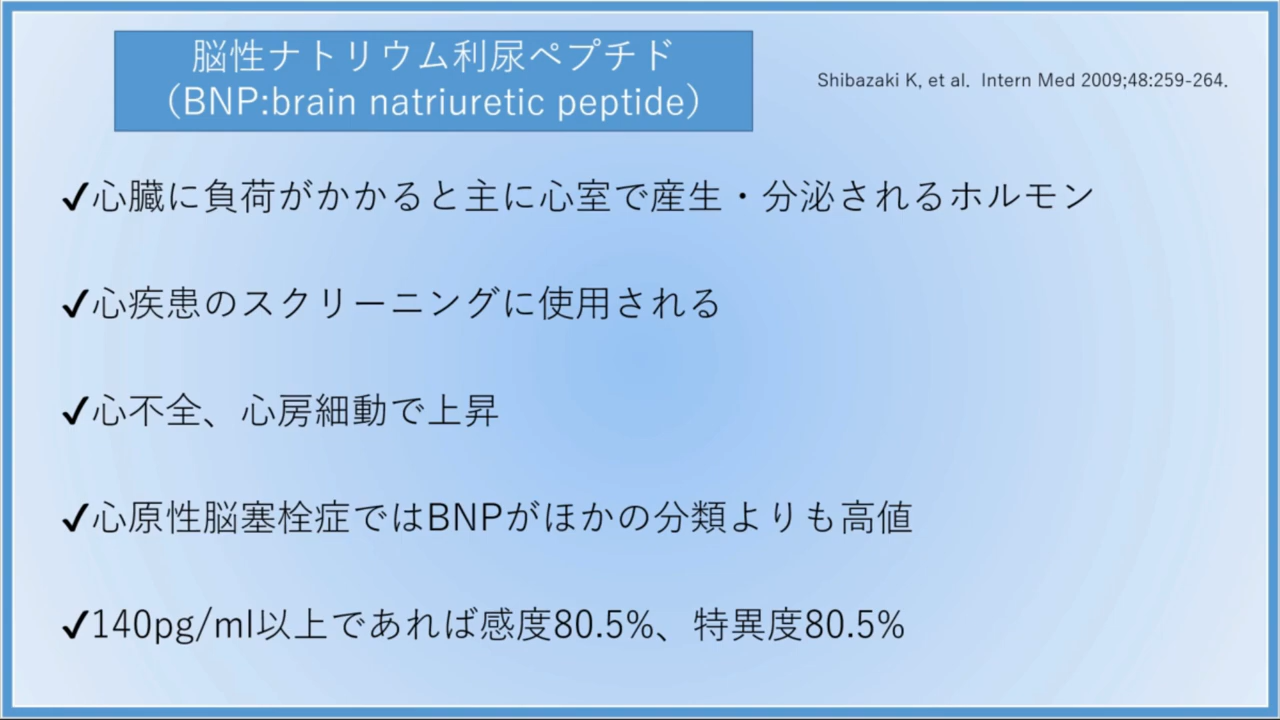 脳性ナトリウム利尿ペプチド
（BNP:brain natriuretic peptide）
Shibazaki K, et al.  Intern Med 2009;48:259-264.
✓心臓に負荷がかかると主に心室で産生・分泌されるホルモン
✓心疾患のスクリーニングに使用される
✓心不全、心房細動で上昇
✓心原性脳塞栓症ではBNPがほかの分類よりも高値
✓140pg/ml以上であれば感度80.5%、特異度80.5%